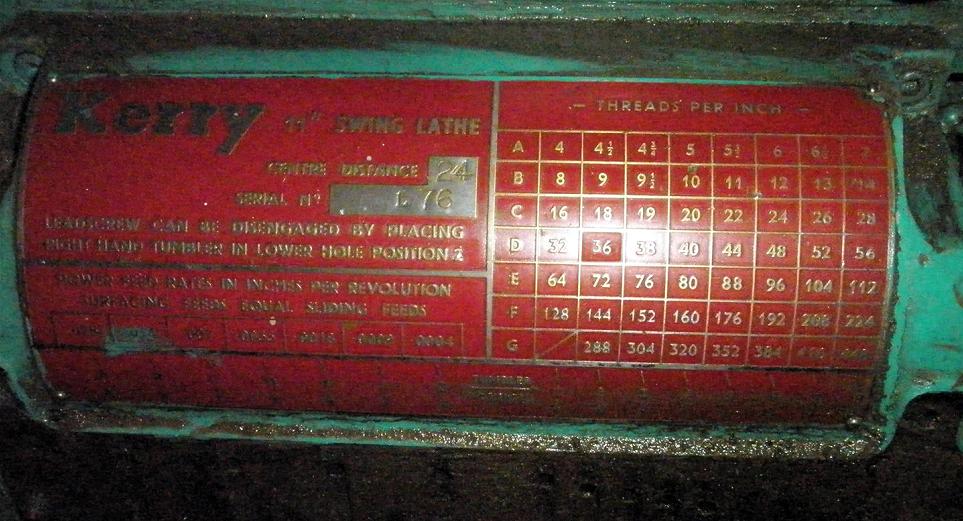 Kerry 11" SWING LATHE
CENTRE DISTANCE 24
SERIAL Nº L 76
LEADSCREW CAN BE DISENGAGED BY PLACING
RIGHT HAND TUMBLER IN LOWER HOLE POSITION 2
POWER FEED RATES IN INCHES PER REVOLUTION
SURFACING FEEDS EQUAL SLIDING FEEDS
— THREADS PER INCH —
A 4 4½ 4¾ 5 5½ 6 6½ 7
B 8 9 9½ 10 11 12 13 14
C 16 18 19 20 22 24 26 28
D 32 36 38 40 44 48 52 56
E 64 72 76 80 88 96 104 112
F 128 144 152 160 176 192 208 224
G 288 304 320 352 384
TUMBLER